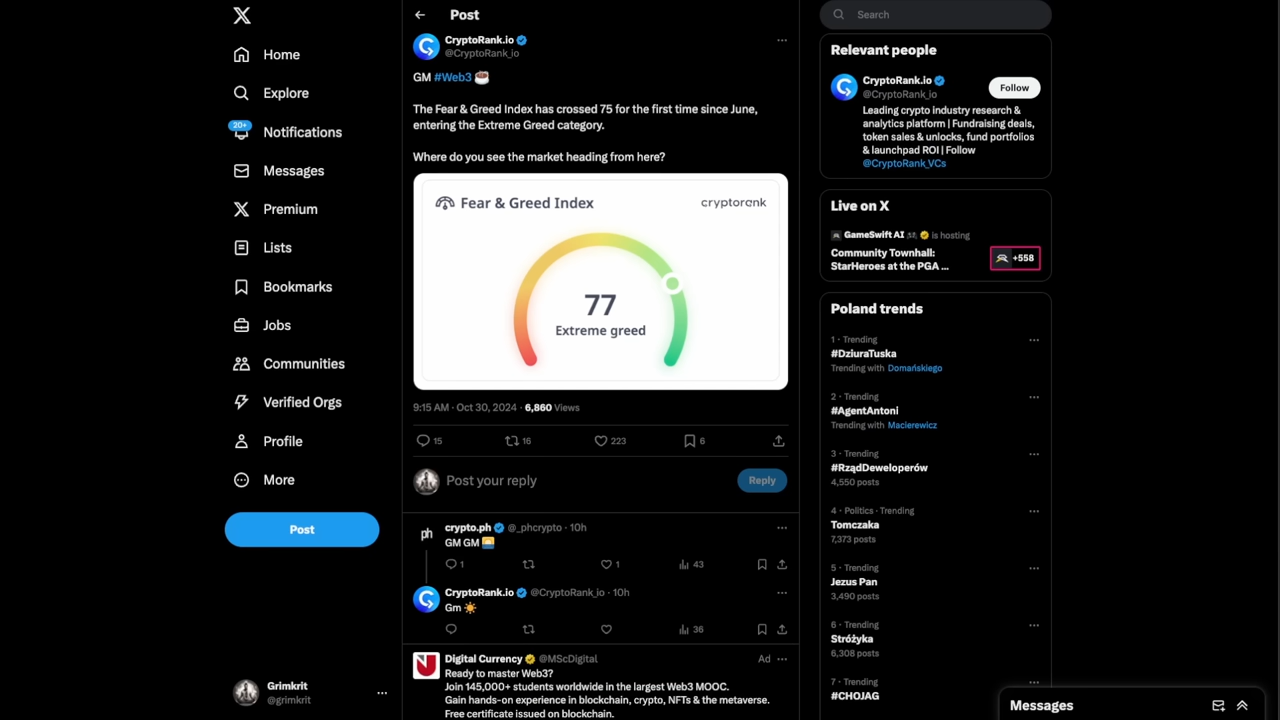 Home
Explore
20+
Notifications
Messages
Premium
Lists
Bookmarks
Jobs
Communities
Verified Orgs
Profile
More
Post
Grimkrit
@grimkrit
Post
CryptoRank.io
@CryptoRank_io
GM #Web3 ☕
The Fear & Greed Index has crossed 75 for the first time since June,
entering the Extreme Greed category.
Where do you see the market heading from here?
Fear & Greed Index
cryptorank
77
Extreme greed
9:15 AM · Oct 30, 2024 · 6,860 Views
15 16 223 6
Post your reply
Reply
ph
crypto.ph @_phcrypto · 10h
GM GM 🌅
1 1 43
CryptoRank.io @CryptoRank_io · 10h
Gm ☀️
36
Digital Currency @MScDigital Ad
Ready to master Web3?
Join 145,000+ students worldwide in the largest Web3 MOOC.
Gain hands-on experience in blockchain, crypto, NFTs & the metaverse.
Free certificate issued on blockchain.
Search
Relevant people
CryptoRank.io
@CryptoRank_io
Follow
Leading crypto industry research &
analytics platform | Fundraising deals,
token sales & unlocks, fund portfolios
& launchpad ROI | Follow
@CryptoRank_VCs
Live on X
GameSwift AI is hosting
Community Townhall:
StarHeroes at the PGA ...
+558
Poland trends
1 · Trending
#DziuraTuska
Trending with Domańskiego
2 · Trending
#AgentAntoni
Trending with Macierewicz
3 · Trending
#RządDeweloperów
4,550 posts
4 · Politics · Trending
Tomczaka
7,373 posts
5 · Trending
Jezus Pan
3,490 posts
6 · Trending
Stróżyka
6,308 posts
7 · Trending
#CHOJAG
Messages